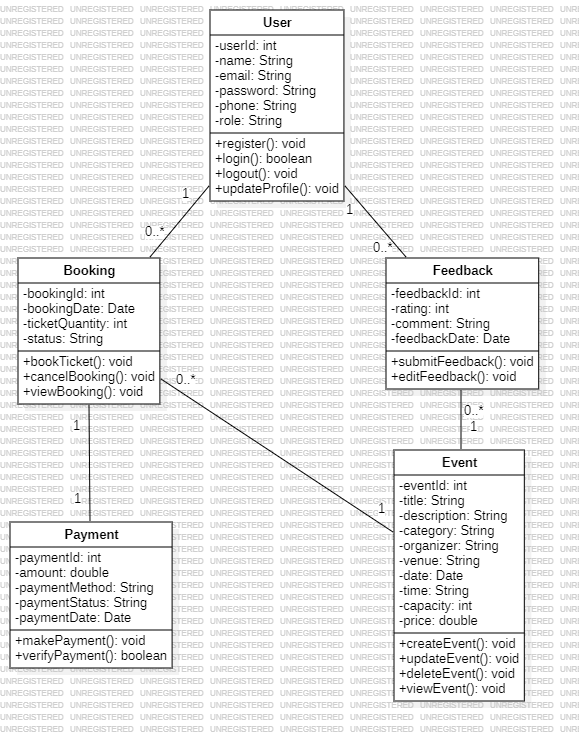 User
-userId: int
-name: String
-email: String
-password: String
-phone: String
-role: String
+register(): void
+login(): boolean
+logout(): void
+updateProfile(): void
1
1
0..*
0..*
Booking
-bookingId: int
-bookingDate: Date
-ticketQuantity: int
-status: String
+bookTicket(): void
+cancelBooking(): void
+viewBooking(): void
Feedback
-feedbackId: int
-rating: int
-comment: String
-feedbackDate: Date
+submitFeedback(): void
+editFeedback(): void
0..*
0..*
1
1
1
1
Payment
-paymentId: int
-amount: double
-paymentMethod: String
-paymentStatus: String
-paymentDate: Date
+makePayment(): void
+verifyPayment(): boolean
Event
-eventId: int
-title: String
-description: String
-category: String
-organizer: String
-venue: String
-date: Date
-time: String
-capacity: int
-price: double
+createEvent(): void
+updateEvent(): void
+deleteEvent(): void
+viewEvent(): void
UNREGISTERED